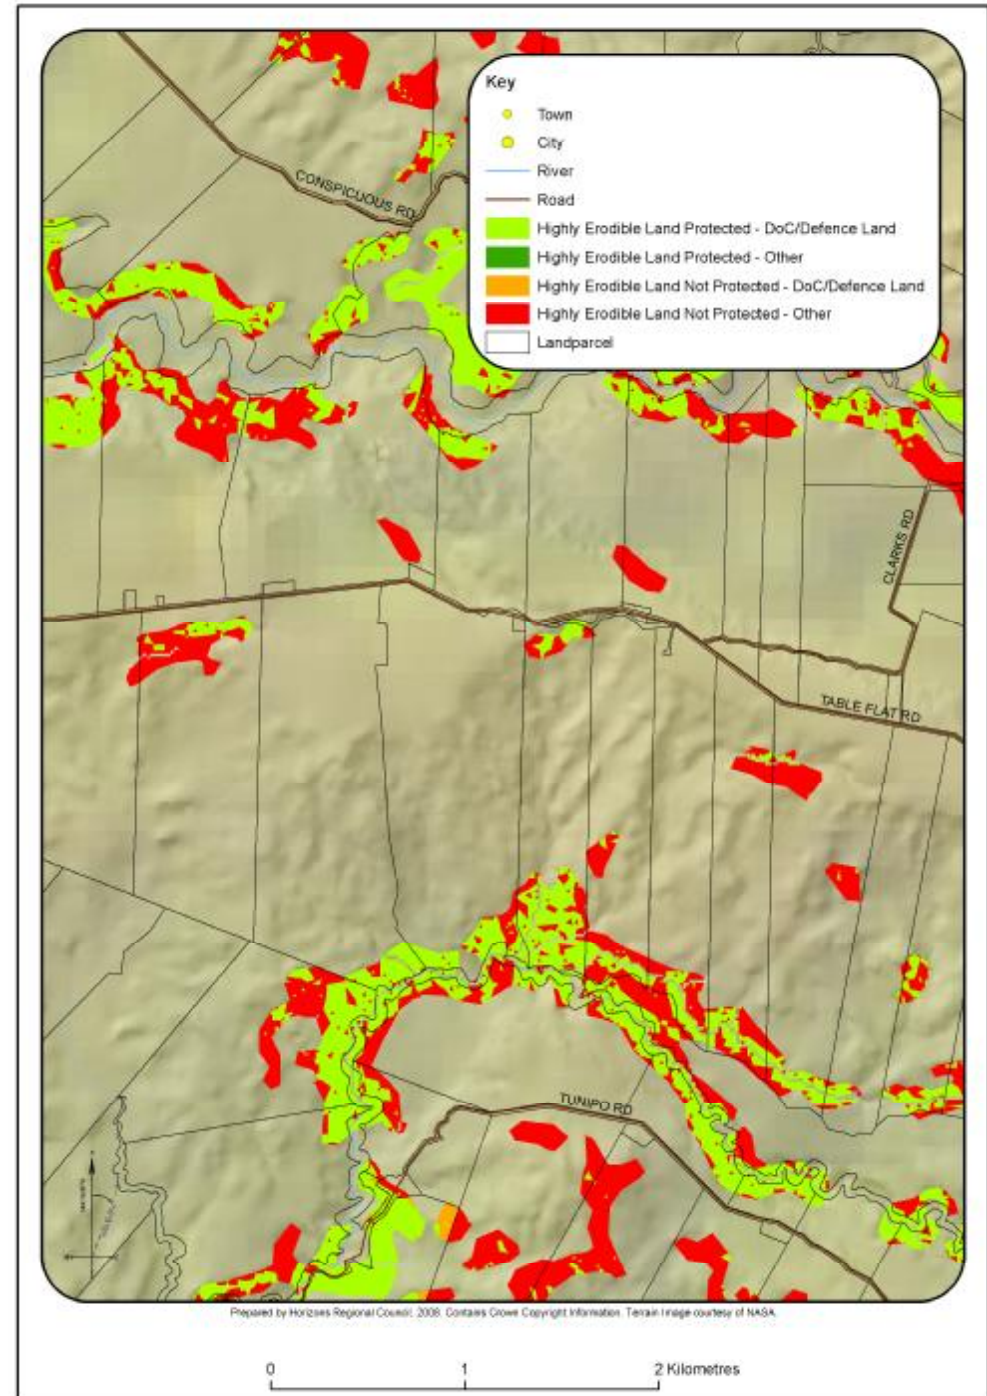 Key
Town
City
River
Road
Highly Erodible Land Protected - DoC/Defence Land
Highly Erodible Land Protected - Other
Highly Erodible Land Not Protected - DoC/Defence Land
Highly Erodible Land Not Protected - Other
Landparcel
CONSPICUOUS RD
CLARKS RD
TABLE FLAT RD
TUNIPO RD
Prepared by Horizons Regional Council, 2008. Contains Crown Copyright Information. Terrain Image courtesy of NASA
0 1 2 Kilometres